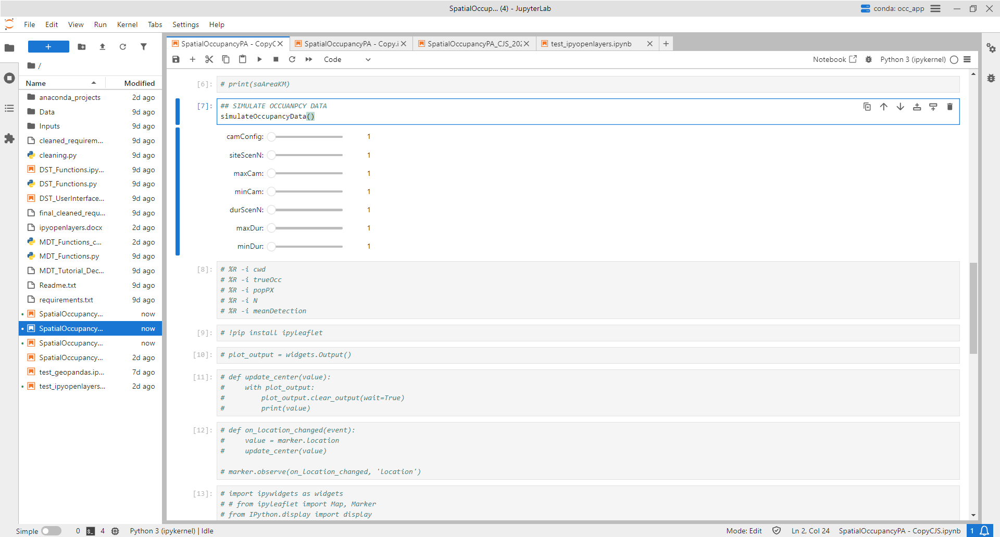 SpatialOccup... (4) - JupyterLab
conda: occ_app
File Edit View Run Kernel Tabs Settings Help
SpatialOccupancyPA - CopyC
SpatialOccupancyPA - Copy.i
SpatialOccupancyPA_CJS_202
test_ipyopenlayers.ipynb
Code
Notebook
Python 3 (ipykernel)
/
Name Modified
anaconda_projects 2d ago
Data 9d ago
Inputs 9d ago
cleaned_requirem... 9d ago
cleaning.py 9d ago
DST_Functions.ipy... 9d ago
DST_Functions.py 9d ago
DST_UserInterface... 9d ago
final_cleaned_requ... 9d ago
ipyopenlayers.docx 2d ago
MDT_Functions_c... 2d ago
MDT_Functions.py 9d ago
MDT_Tutorial_Dec... 9d ago
Readme.txt 9d ago
requirements.txt 9d ago
SpatialOccupancy... now
SpatialOccupancy... now
SpatialOccupancy... now
SpatialOccupancy... 2d ago
test_geopandas.ip... 7d ago
test_ipyopenlayers... 2d ago
[6]: # print(saAreaKM)
[7]: ## SIMULATE OCCUANPCY DATA
simulateOccupancyData()
camConfig: 1
siteScenN: 1
maxCam: 1
minCam: 1
durScenN: 1
maxDur: 1
minDur: 1
[8]: # %R -i cwd
# %R -i trueOcc
# %R -i popPX
# %R -i N
# %R -i meanDetection
[9]: # !pip install ipyleaflet
[10]: # plot_output = widgets.Output()
[11]: # def update_center(value):
#     with plot_output:
#         plot_output.clear_output(wait=True)
#         print(value)
[12]: # def on_location_changed(event):
#     value = marker.location
#     update_center(value)
# marker.observe(on_location_changed, 'location')
[13]: # import ipywidgets as widgets
# # from ipyleaflet import Map, Marker
# from IPython.display import display
Simple 0 $_ 4 Python 3 (ipykernel) | Idle
Mode: Edit Ln 2, Col 24 SpatialOccupancyPA - CopyCJS.ipynb 1